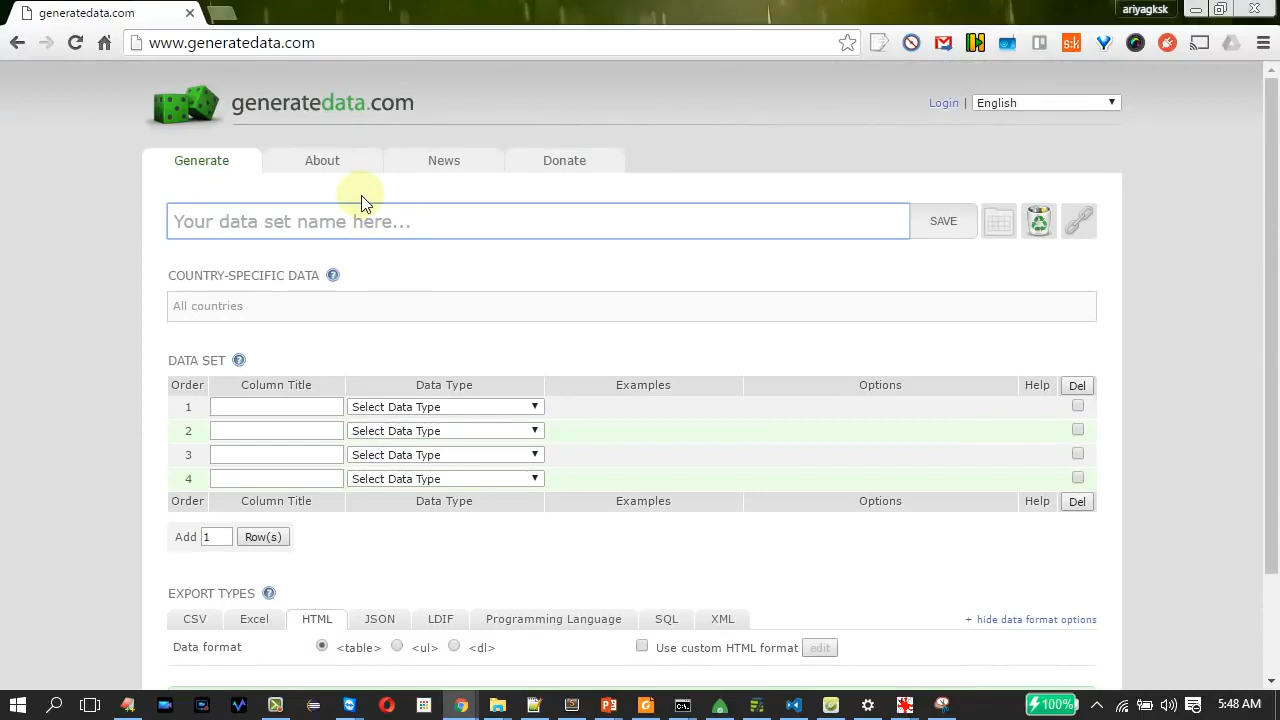 generatedata.com
ariyagksk
www.generatedata.com
generatedata.com
Login | English
Generate About News Donate
Your data set name here...
SAVE
COUNTRY-SPECIFIC DATA ?
All countries
DATA SET ?
Order Column Title Data Type Examples Options Help Del
1 Select Data Type
2 Select Data Type
3 Select Data Type
4 Select Data Type
Order Column Title Data Type Examples Options Help Del
Add 1 Row(s)
EXPORT TYPES ?
CSV Excel HTML JSON LDIF Programming Language SQL XML + hide data format options
Data format <table> <ul> <dl> Use custom HTML format edit
100% 5:48 AM